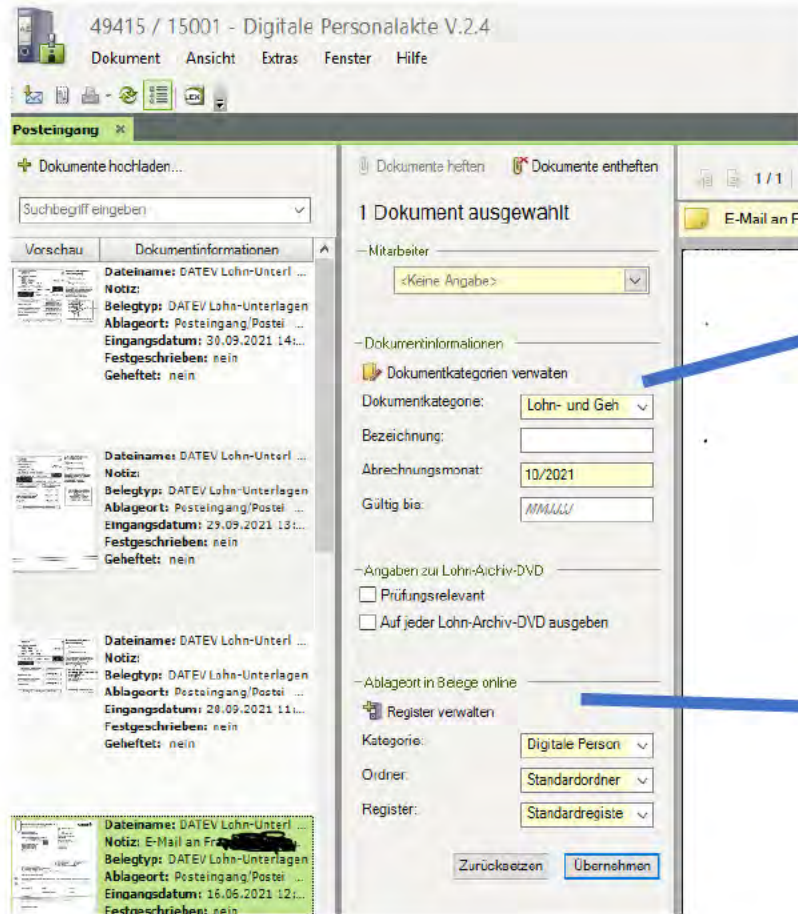 49415 / 15001 - Digitale Personalakte V.2.4
Dokument Ansicht Extras Fenster Hilfe
LEX
Posteingang ×
Dokumente hochladen...
Suchbegriff eingeben
Vorschau Dokumentinformationen
Dateiname: DATEV Lohn-Unterl ...
Notiz:
Belegtyp: DATEV Lohn-Unterlagen
Ablageort: Posteingang/Postei ...
Eingangsdatum: 30.09.2021 14:...
Festgeschrieben: nein
Geheftet: nein
Dateiname: DATEV Lohn-Unterl ...
Notiz:
Belegtyp: DATEV Lohn-Unterlagen
Ablageort: Posteingang/Postei ...
Eingangsdatum: 29.09.2021 13:...
Festgeschrieben: nein
Geheftet: nein
Dateiname: DATEV Lohn-Unterl ...
Notiz:
Belegtyp: DATEV Lohn-Unterlagen
Ablageort: Posteingang/Postei ...
Eingangsdatum: 28.09.2021 11:...
Festgeschrieben: nein
Geheftet: nein
Dateiname: DATEV Lohn-Unterl ...
Notiz: E-Mail an
Belegtyp: DATEV Lohn-Unterlagen
Ablageort: Posteingang/Postei ...
Eingangsdatum: 16.06.2021 12:...
Festgeschrieben: nein
Dokumente heften Dokumente entheften
1 Dokument ausgewählt
Mitarbeiter
<Keine Angabe>
Dokumentinformationen
Dokumentkategorien verwalten
Dokumentkategorie: Lohn- und Geh
Bezeichnung:
Abrechnungsmonat: 10/2021
Gültig bis: MM/JJJJ
Angaben zur Lohn-Archiv-DVD
Prüfungsrelevant
Auf jeder Lohn-Archiv-DVD ausgeben
Ablageort in Belege online
Register verwalten
Kategorie: Digitale Person
Ordner: Standardordner
Register: Standardregiste
Zurücksetzen Übernehmen
1/1
E-Mail an F